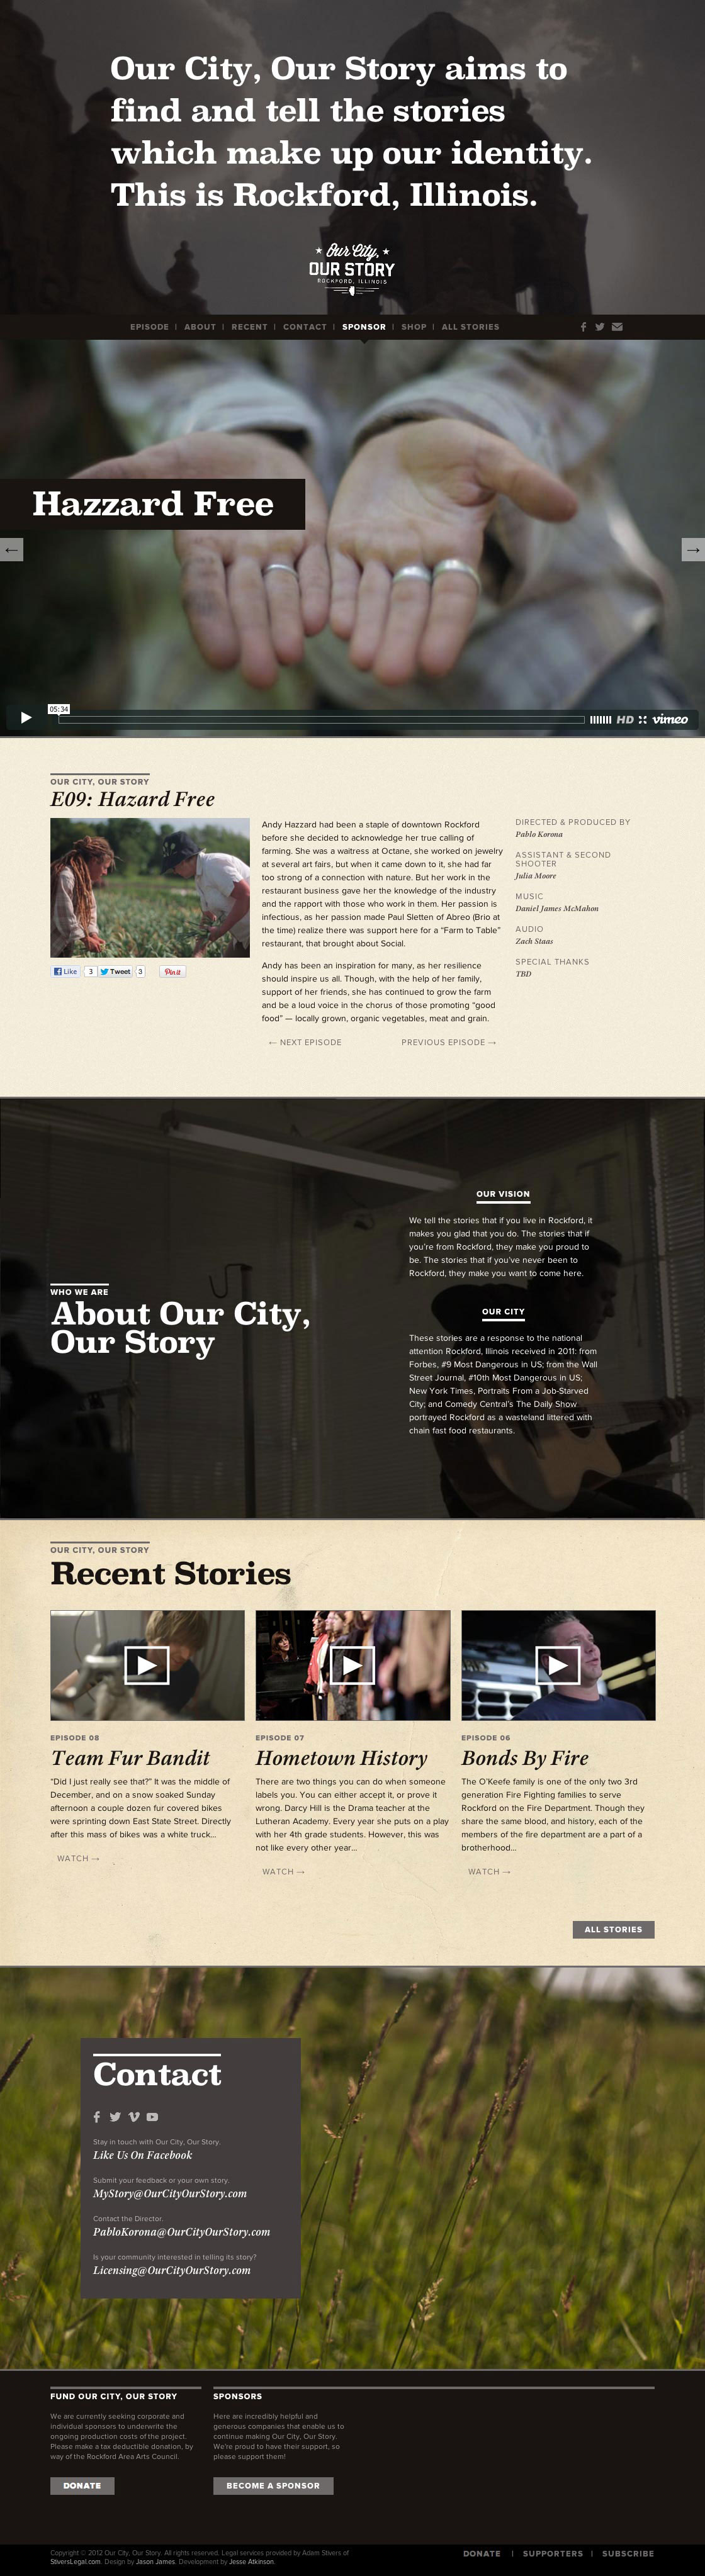 Our City, Our Story aims to
find and tell the stories
which make up our identity.
This is Rockford, Illinois.
Our City,
OUR STORY
ROCKFORD, ILLINOIS
EPISODE | ABOUT | RECENT | CONTACT | SPONSOR | SHOP | ALL STORIES
Hazzard Free
← →
05:34
HD vimeo
OUR CITY, OUR STORY
E09: Hazard Free
Andy Hazzard had been a staple of downtown Rockford
before she decided to acknowledge her true calling of
farming. She was a waitress at Octane, she worked on jewelry
at several art fairs, but when it came down to it, she had far
too strong of a connection with nature. But her work in the
restaurant business gave her the knowledge of the industry
and the rapport with those who work in them. Her passion is
infectious, as her passion made Paul Sletten of Abreo (Brio at
the time) realize there was support here for a “Farm to Table”
restaurant, that brought about Social.
Andy has been an inspiration for many, as her resilience
should inspire us all. Though, with the help of her family,
support of her friends, she has continued to grow the farm
and be a loud voice in the chorus of those promoting “good
food” — locally grown, organic vegetables, meat and grain.
← NEXT EPISODE PREVIOUS EPISODE →
DIRECTED & PRODUCED BY
Pablo Korona
ASSISTANT & SECOND
SHOOTER
Julia Moore
MUSIC
Daniel James McMahon
AUDIO
Zach Staas
SPECIAL THANKS
TBD
Like 3 Tweet 3 Pin it
WHO WE ARE
About Our City,
Our Story
OUR VISION
We tell the stories that if you live in Rockford, it
makes you glad that you do. The stories that if
you’re from Rockford, they make you proud to
be. The stories that if you’ve never been to
Rockford, they make you want to come here.
OUR CITY
These stories are a response to the national
attention Rockford, Illinois received in 2011: from
Forbes, #9 Most Dangerous in US; from the Wall
Street Journal, #10th Most Dangerous in US;
New York Times, Portraits From a Job-Starved
City; and Comedy Central’s The Daily Show
portrayed Rockford as a wasteland littered with
chain fast food restaurants.
OUR CITY, OUR STORY
Recent Stories
EPISODE 08
Team Fur Bandit
“Did I just really see that?” It was the middle of
December, and on a snow soaked Sunday
afternoon a couple dozen fur covered bikes
were sprinting down East State Street. Directly
after this mass of bikes was a white truck...
WATCH →
EPISODE 07
Hometown History
There are two things you can do when someone
labels you. You can either accept it, or prove it
wrong. Darcy Hill is the Drama teacher at the
Lutheran Academy. Every year she puts on a play
with her 4th grade students. However, this was
not like every other year...
WATCH →
EPISODE 06
Bonds By Fire
The O’Keefe family is one of the only two 3rd
generation Fire Fighting families to serve
Rockford on the Fire Department. Though they
share the same blood, and history, each of the
members of the fire department are a part of a
brotherhood...
WATCH →
ALL STORIES
Contact
Stay in touch with Our City, Our Story.
Like Us On Facebook
Submit your feedback or your own story.
MyStory@OurCityOurStory.com
Contact the Director.
PabloKorona@OurCityOurStory.com
Is your community interested in telling its story?
Licensing@OurCityOurStory.com
FUND OUR CITY, OUR STORY
We are currently seeking corporate and
individual sponsors to underwrite the
ongoing production costs of the project.
Please make a tax deductible donation, by
way of the Rockford Area Arts Council.
DONATE
SPONSORS
Here are incredibly helpful and
generous companies that enable us to
continue making Our City, Our Story.
We’re proud to have their support, so
please support them!
BECOME A SPONSOR
Copyright © 2012 Our City, Our Story. All rights reserved. Legal services provided by Adam Stivers of
StiversLegal.com. Design by Jason James. Development by Jesse Atkinson.
DONATE | SUPPORTERS | SUBSCRIBE